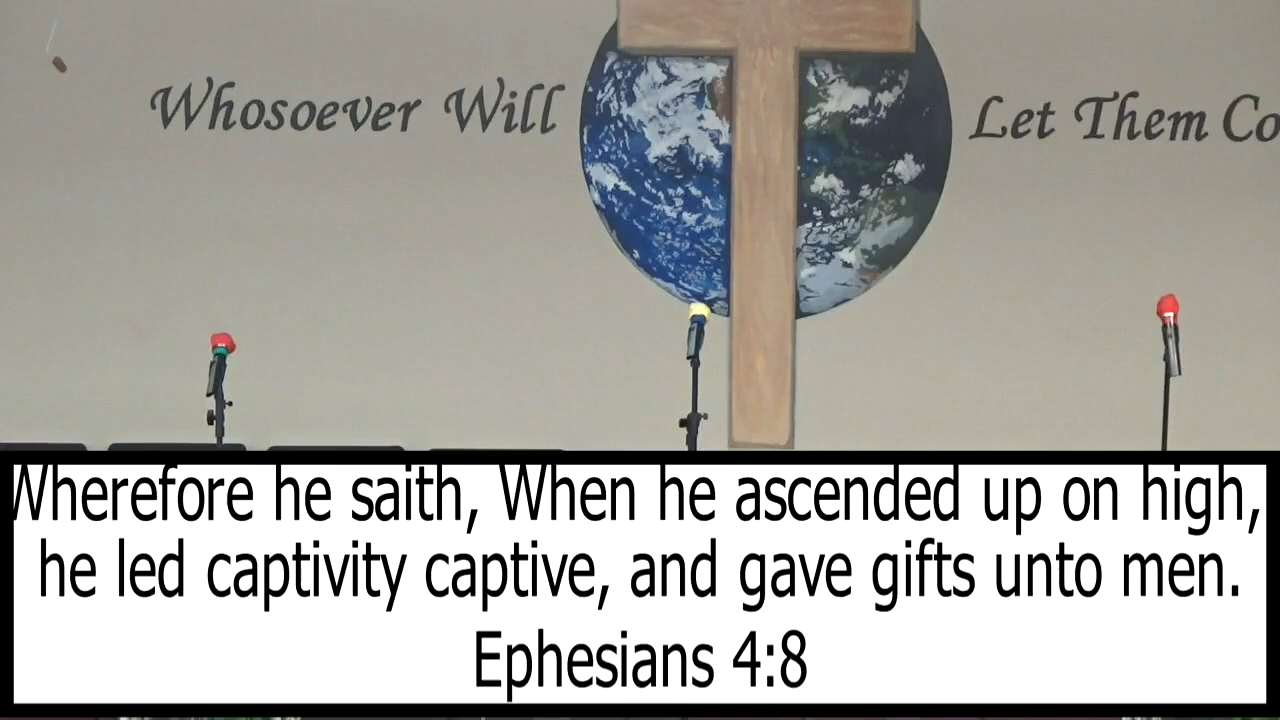 Whosoever Will Let Them Co
Wherefore he saith, When he ascended up on high,
he led captivity captive, and gave gifts unto men.
Ephesians 4:8